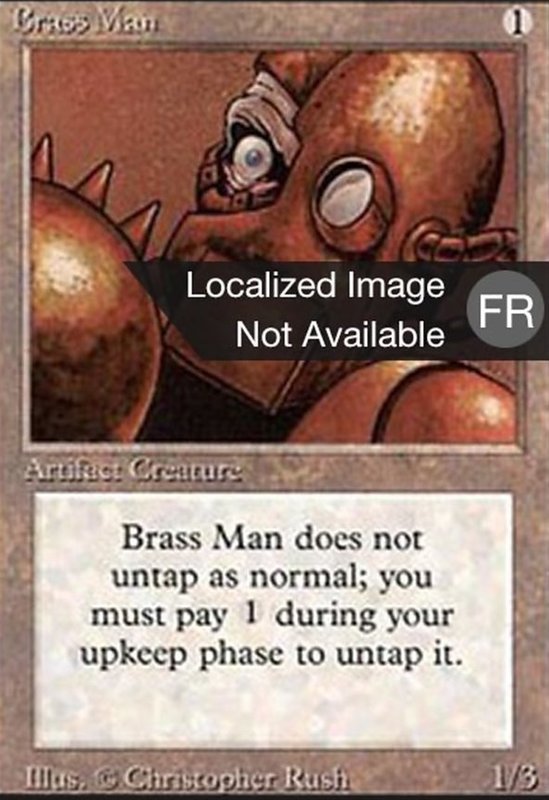 Brass Man 1
Localized Image
Not Available
FR
Artifact Creature
Brass Man does not
untap as normal; you
must pay 1 during your
upkeep phase to untap it.
Illus. © Christopher Rush 1/3